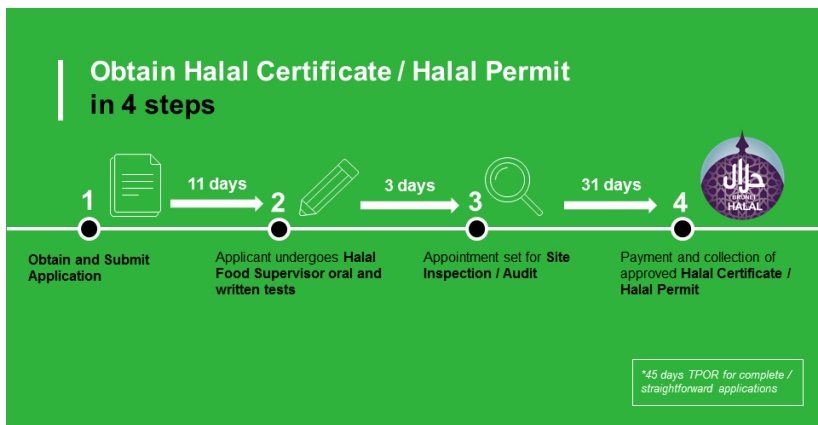 Obtain Halal Certificate / Halal Permit
in 4 steps
1
11 days
2
3 days
3
31 days
4
حلال
BRUNEI
HALAL
Obtain and Submit
Application
Applicant undergoes Halal
Food Supervisor oral and
written tests
Appointment set for Site
Inspection / Audit
Payment and collection of
approved Halal Certificate /
Halal Permit
*45 days TPOR for complete /
straightforward applications